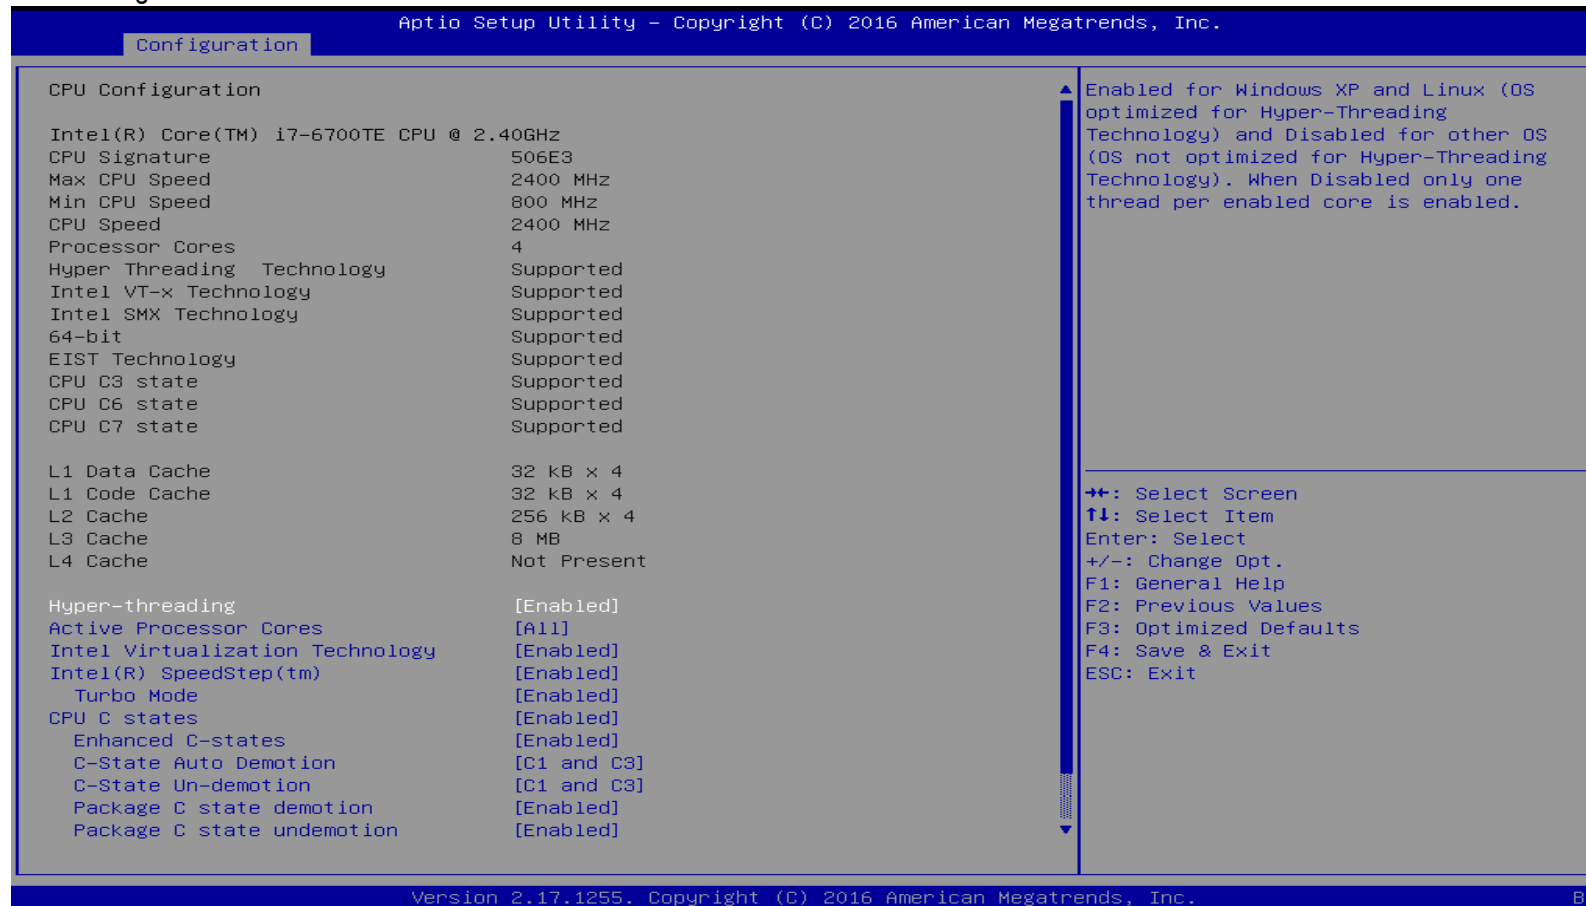 Aptio Setup Utility – Copyright (C) 2016 American Megatrends, Inc.
Configuration
CPU Configuration
Intel(R) Core(TM) i7-6700TE CPU @ 2.40GHz
CPU Signature 506E3
Max CPU Speed 2400 MHz
Min CPU Speed 800 MHz
CPU Speed 2400 MHz
Processor Cores 4
Hyper Threading Technology Supported
Intel VT-x Technology Supported
Intel SMX Technology Supported
64-bit Supported
EIST Technology Supported
CPU C3 state Supported
CPU C6 state Supported
CPU C7 state Supported
L1 Data Cache 32 kB x 4
L1 Code Cache 32 kB x 4
L2 Cache 256 kB x 4
L3 Cache 8 MB
L4 Cache Not Present
Hyper-threading [Enabled]
Active Processor Cores [All]
Intel Virtualization Technology [Enabled]
Intel(R) SpeedStep(tm) [Enabled]
Turbo Mode [Enabled]
CPU C states [Enabled]
Enhanced C-states [Enabled]
C-State Auto Demotion [C1 and C3]
C-State Un-demotion [C1 and C3]
Package C state demotion [Enabled]
Package C state undemotion [Enabled]
Enabled for Windows XP and Linux (OS
optimized for Hyper-Threading
Technology) and Disabled for other OS
(OS not optimized for Hyper-Threading
Technology). When Disabled only one
thread per enabled core is enabled.
→←: Select Screen
↑↓: Select Item
Enter: Select
+/-: Change Opt.
F1: General Help
F2: Previous Values
F3: Optimized Defaults
F4: Save & Exit
ESC: Exit
Version 2.17.1255. Copyright (C) 2016 American Megatrends, Inc.